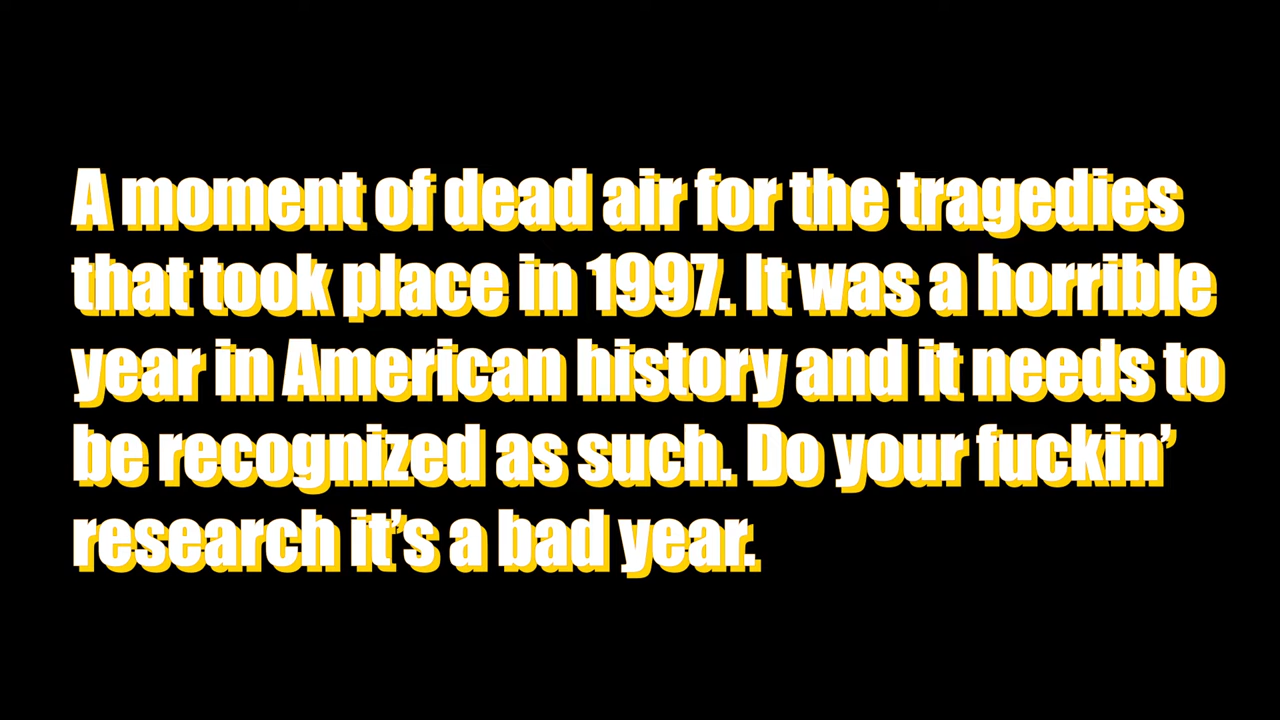 A moment of dead air for the tragedies
that took place in 1997. It was a horrible
year in American history and it needs to
be recognized as such. Do your fuckin’
research it’s a bad year.